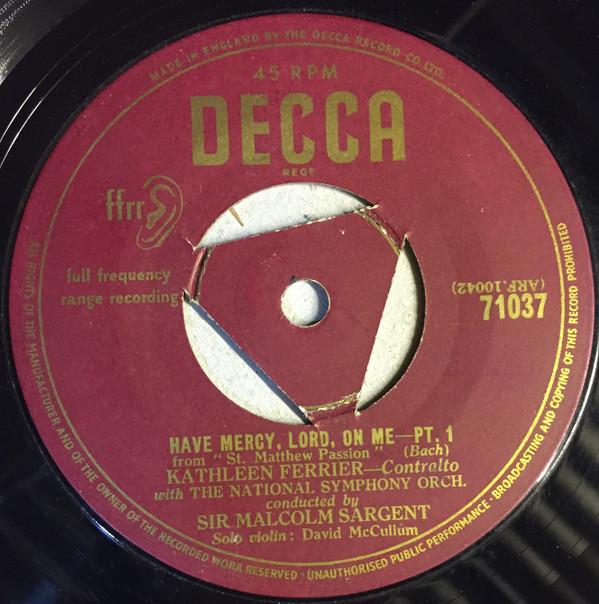 MADE IN ENGLAND BY THE DECCA RECORD CO. LTD.
45 RPM
DECCA
REGD
ffrr
full frequency
range recording
(ARF.10042)
71037
HAVE MERCY, LORD, ON ME—PT. 1
from "St. Matthew Passion" (Bach)
KATHLEEN FERRIER—Contralto
with THE NATIONAL SYMPHONY ORCH.
conducted by
SIR MALCOLM SARGENT
Solo violin: David McCullum
ALL RIGHTS OF THE MANUFACTURER AND OF THE OWNER OF THE RECORDED WORK RESERVED · UNAUTHORISED PUBLIC PERFORMANCE · BROADCASTING AND COPYING OF THIS RECORD PROHIBITED